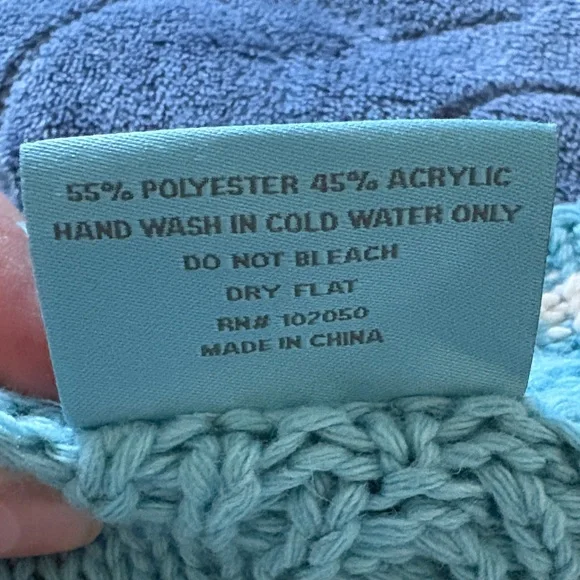 55% POLYESTER 45% ACRYLIC
HAND WASH IN COLD WATER ONLY
DO NOT BLEACH
DRY FLAT
RN# 102050
MADE IN CHINA